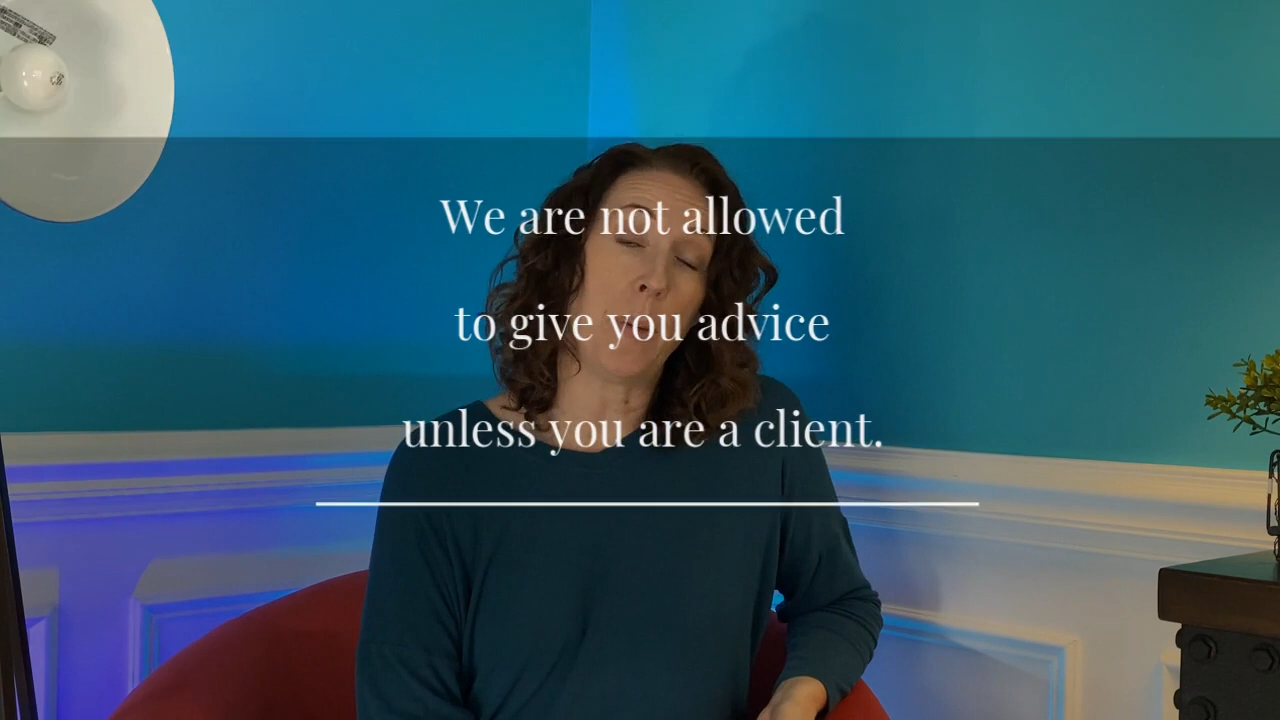 We are not allowed
to give you advice
unless you are a client.